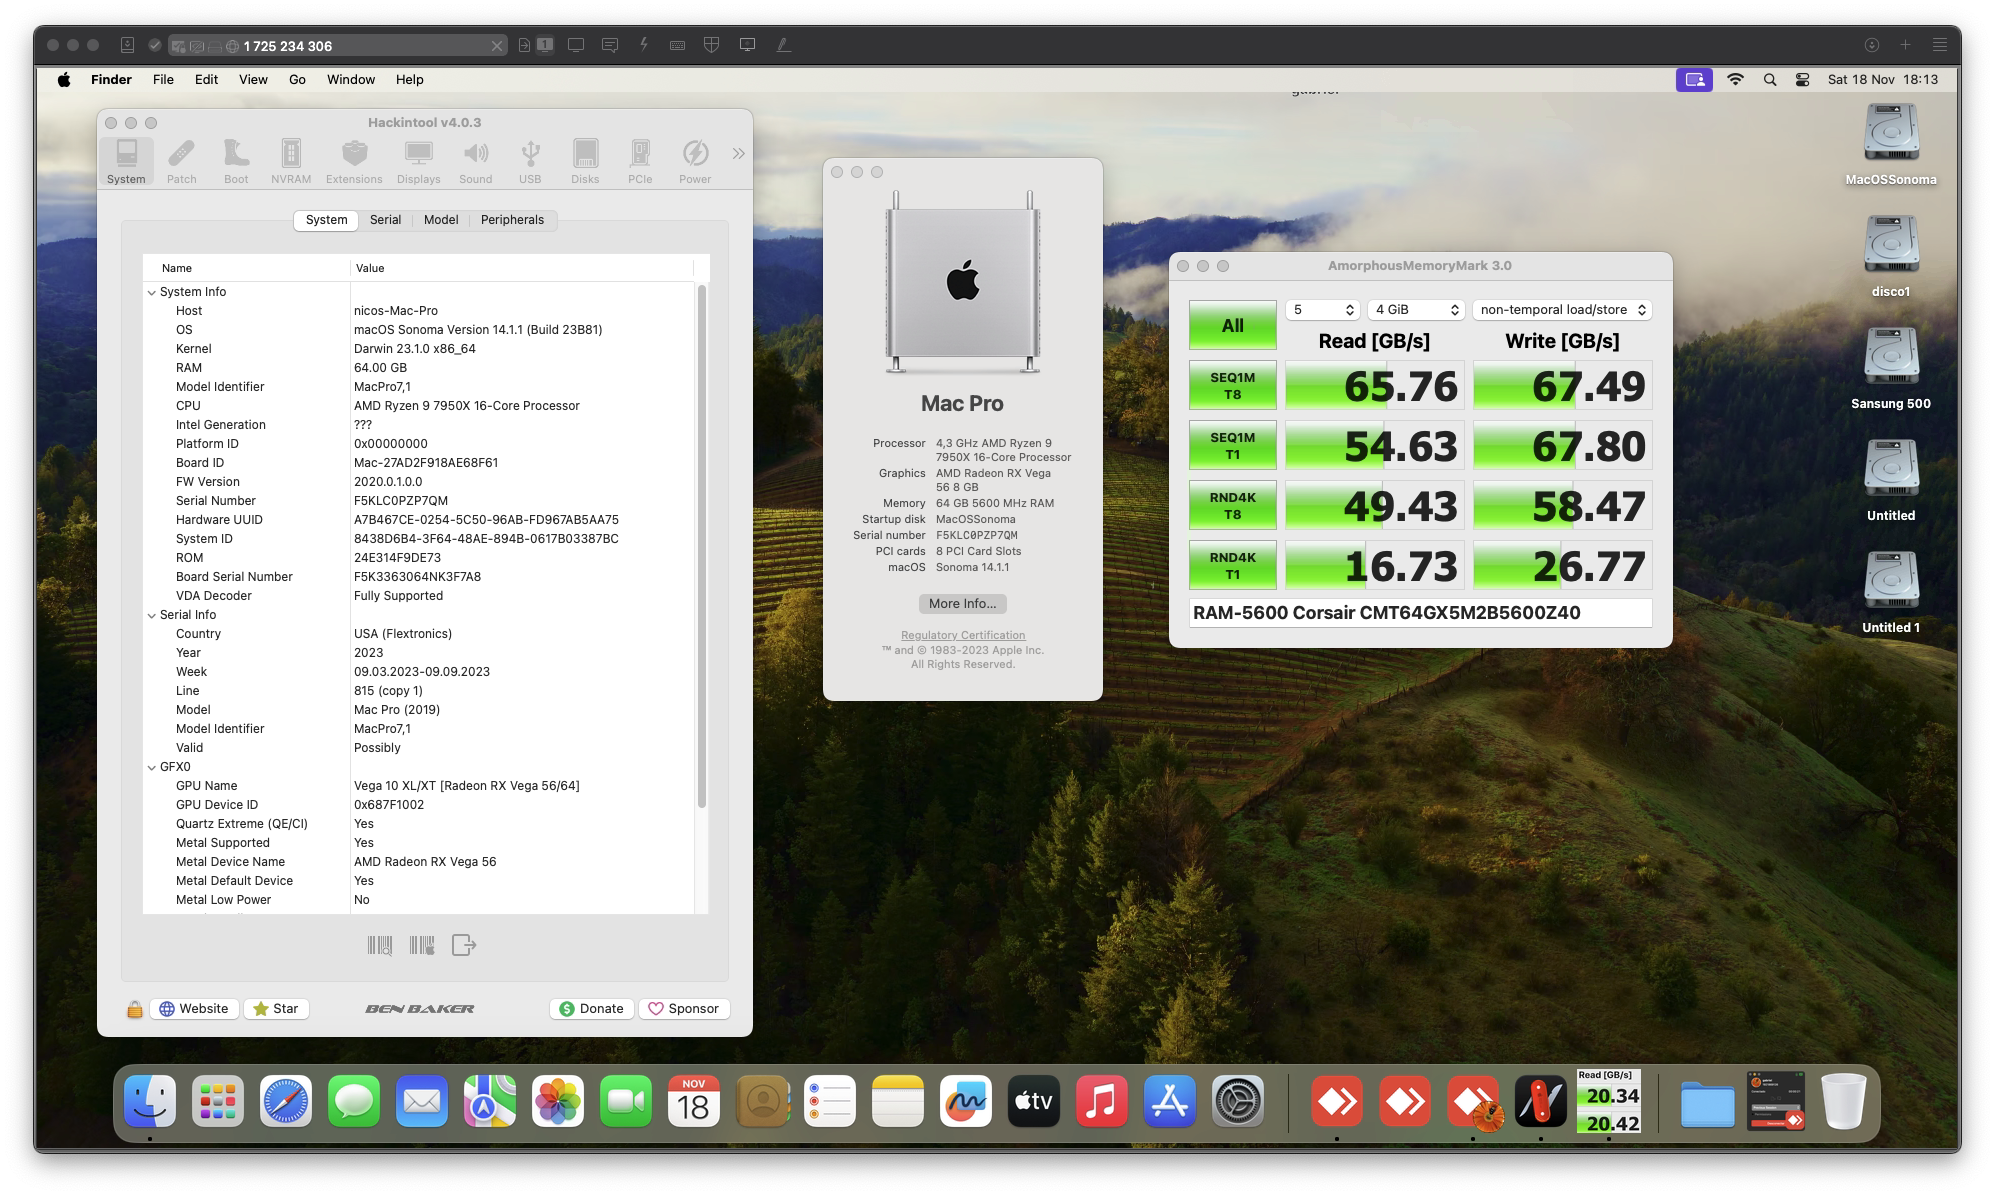 1 725 234 306
1
Finder File Edit View Go Window Help
Sat 18 Nov 18:13
Hackintool v4.0.3
System Patch Boot NVRAM Extensions Displays Sound USB Disks PCIe Power
System Serial Model Peripherals
Name Value
System Info
Host nicos-Mac-Pro
OS macOS Sonoma Version 14.1.1 (Build 23B81)
Kernel Darwin 23.1.0 x86_64
RAM 64.00 GB
Model Identifier MacPro7,1
CPU AMD Ryzen 9 7950X 16-Core Processor
Intel Generation ???
Platform ID 0x00000000
Board ID Mac-27AD2F918AE68F61
FW Version 2020.0.1.0.0
Serial Number F5KLC0PZP7QM
Hardware UUID A7B467CE-0254-5C50-96AB-FD967AB5AA75
System ID 8438D6B4-3F64-48AE-894B-0617B03387BC
ROM 24E314F9DE73
Board Serial Number F5K3363064NK3F7A8
VDA Decoder Fully Supported
Serial Info
Country USA (Flextronics)
Year 2023
Week 09.03.2023-09.09.2023
Line 815 (copy 1)
Model Mac Pro (2019)
Model Identifier MacPro7,1
Valid Possibly
GFX0
GPU Name Vega 10 XL/XT [Radeon RX Vega 56/64]
GPU Device ID 0x687F1002
Quartz Extreme (QE/CI) Yes
Metal Supported Yes
Metal Device Name AMD Radeon RX Vega 56
Metal Default Device Yes
Metal Low Power No
Website Star BEN BAKER Donate Sponsor
Mac Pro
Processor 4,3 GHz AMD Ryzen 9
7950X 16-Core Processor
Graphics AMD Radeon RX Vega
56 8 GB
Memory 64 GB 5600 MHz RAM
Startup disk MacOSSonoma
Serial number F5KLC0PZP7QM
PCI cards 8 PCI Card Slots
macOS Sonoma 14.1.1
More Info...
Regulatory Certification
™ and © 1983-2023 Apple Inc.
All Rights Reserved.
AmorphousMemoryMark 3.0
All 5 4 GiB non-temporal load/store
Read [GB/s] Write [GB/s]
SEQ1M
T8 65.76 67.49
SEQ1M
T1 54.63 67.80
RND4K
T8 49.43 58.47
RND4K
T1 16.73 26.77
RAM-5600 Corsair CMT64GX5M2B5600Z40
MacOSSonoma
disco1
Sansung 500
Untitled
Untitled 1
NOV
18
tv
Read [GB/s]
20.34
20.42